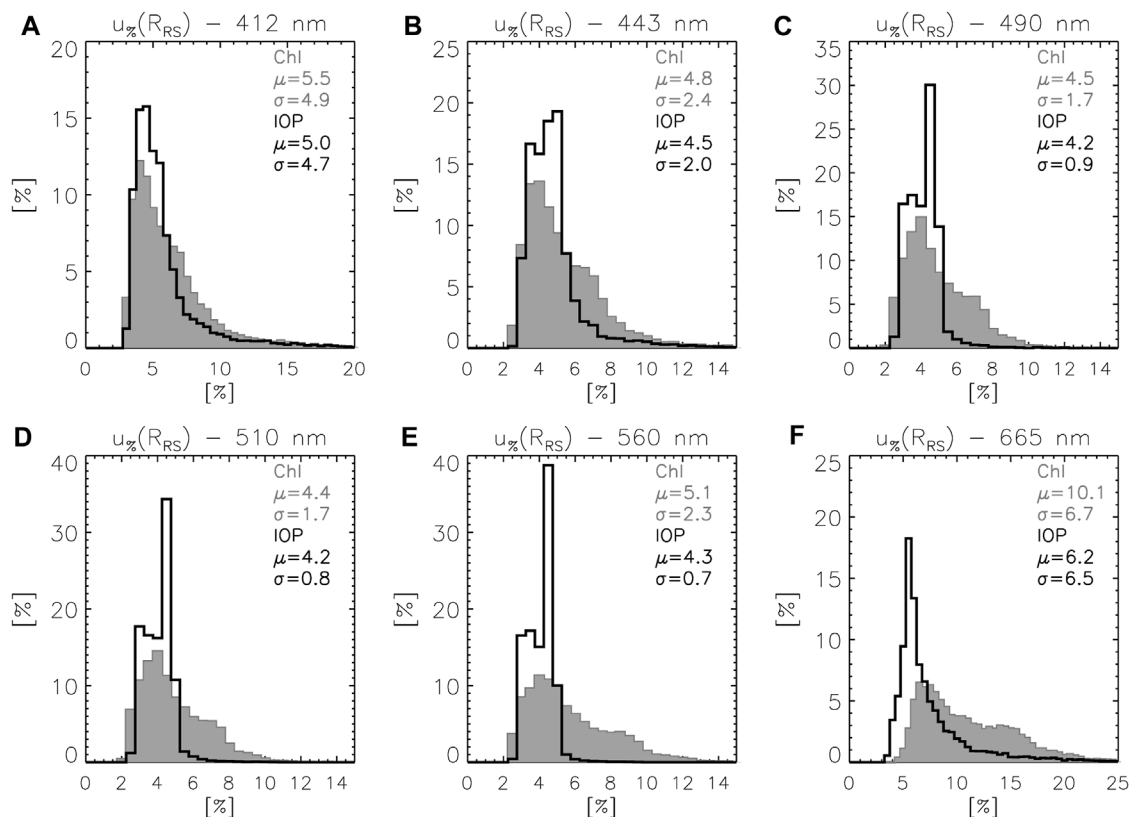 A
u%(RRS) − 412 nm
20
15
10
5
0
[%]
Chl
μ=5.5
σ=4.9
IOP
μ=5.0
σ=4.7
0 5 10 15 20
[%]
B
u%(RRS) − 443 nm
25
20
15
10
5
0
[%]
Chl
μ=4.8
σ=2.4
IOP
μ=4.5
σ=2.0
0 2 4 6 8 10 12 14
[%]
C
u%(RRS) − 490 nm
35
30
25
20
15
10
5
0
[%]
Chl
μ=4.5
σ=1.7
IOP
μ=4.2
σ=0.9
0 2 4 6 8 10 12 14
[%]
D
u%(RRS) − 510 nm
40
30
20
10
0
[%]
Chl
μ=4.4
σ=1.7
IOP
μ=4.2
σ=0.8
0 2 4 6 8 10 12 14
[%]
E
u%(RRS) − 560 nm
40
30
20
10
0
[%]
Chl
μ=5.1
σ=2.3
IOP
μ=4.3
σ=0.7
0 2 4 6 8 10 12 14
[%]
F
u%(RRS) − 665 nm
25
20
15
10
5
0
[%]
Chl
μ=10.1
σ=6.7
IOP
μ=6.2
σ=6.5
0 5 10 15 20 25
[%]